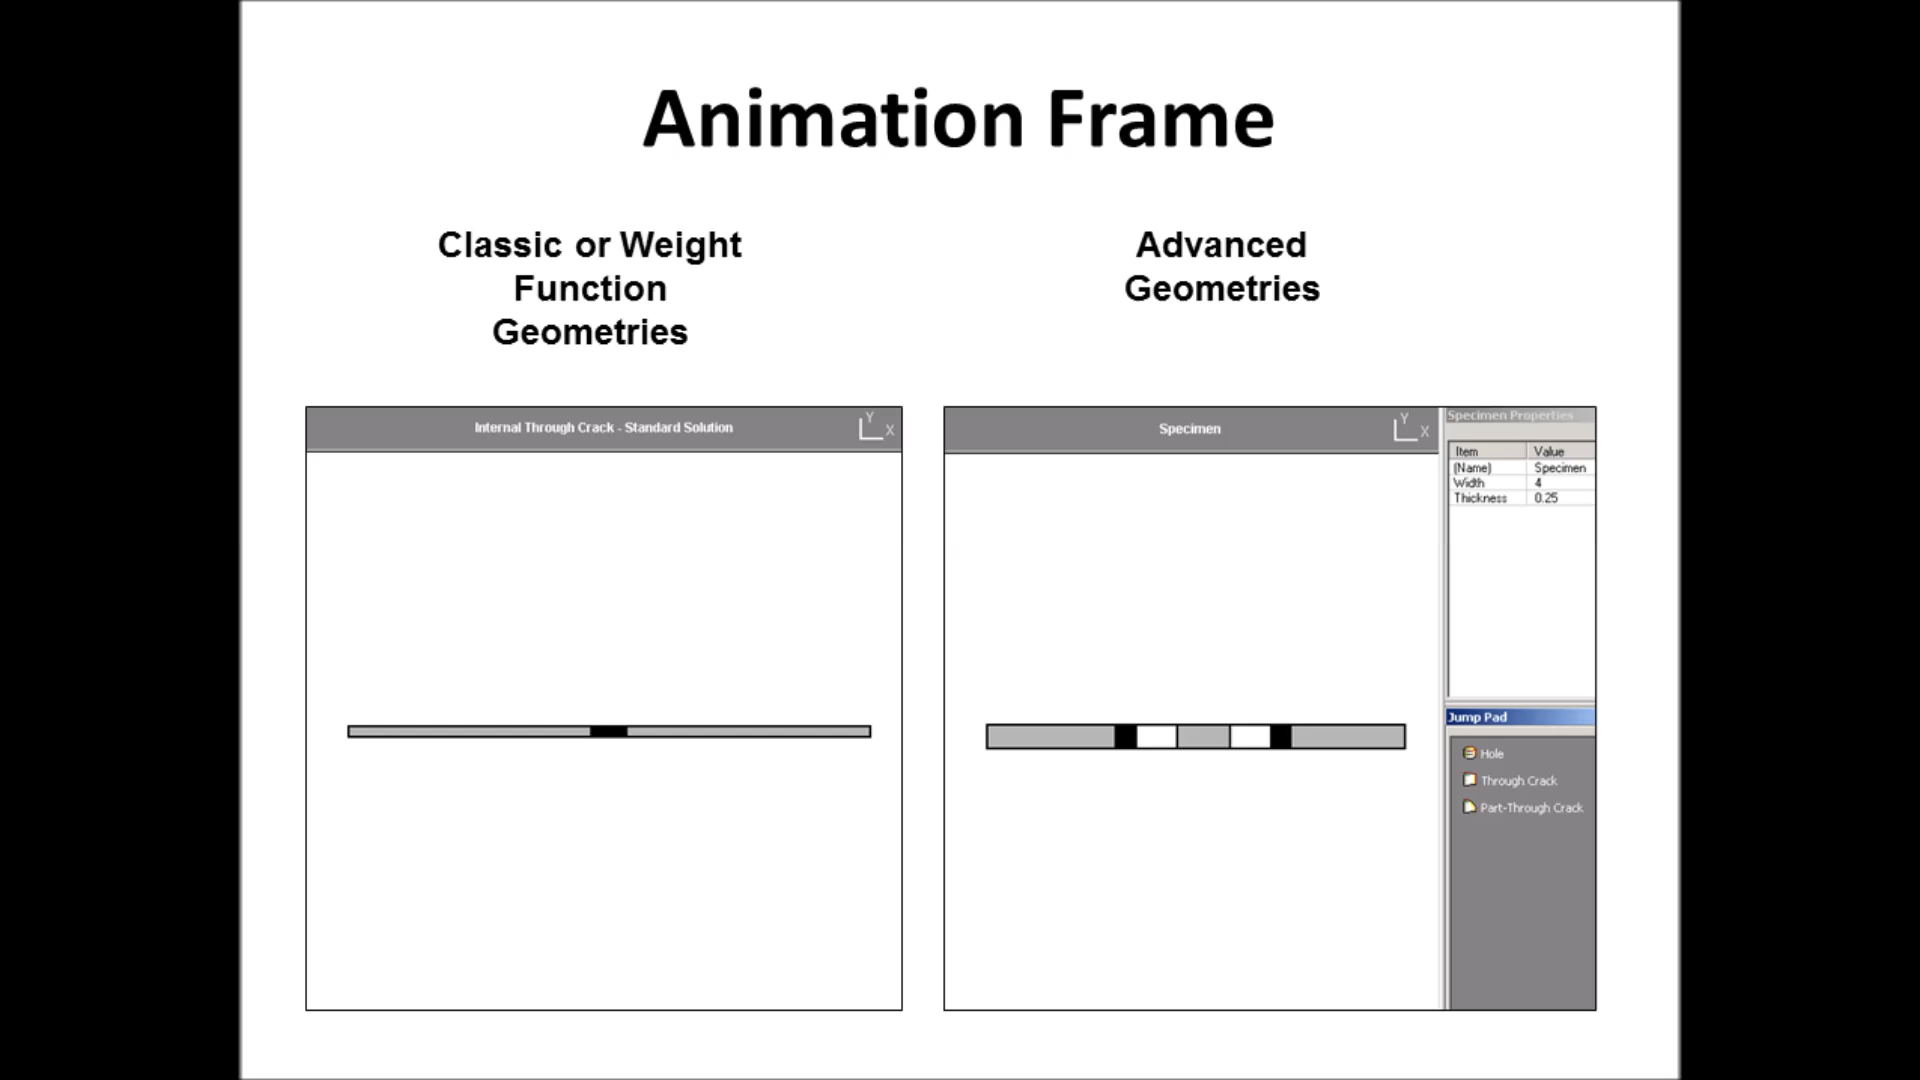 Animation Frame
Classic or Weight
Function
Geometries
Advanced
Geometries
Internal Through Crack - Standard Solution
Y
X
Specimen
Y
X
Specimen Properties
Item Value
(Name) Specimen
Width 4
Thickness 0.25
Jump Pad
Hole
Through Crack
Part-Through Crack